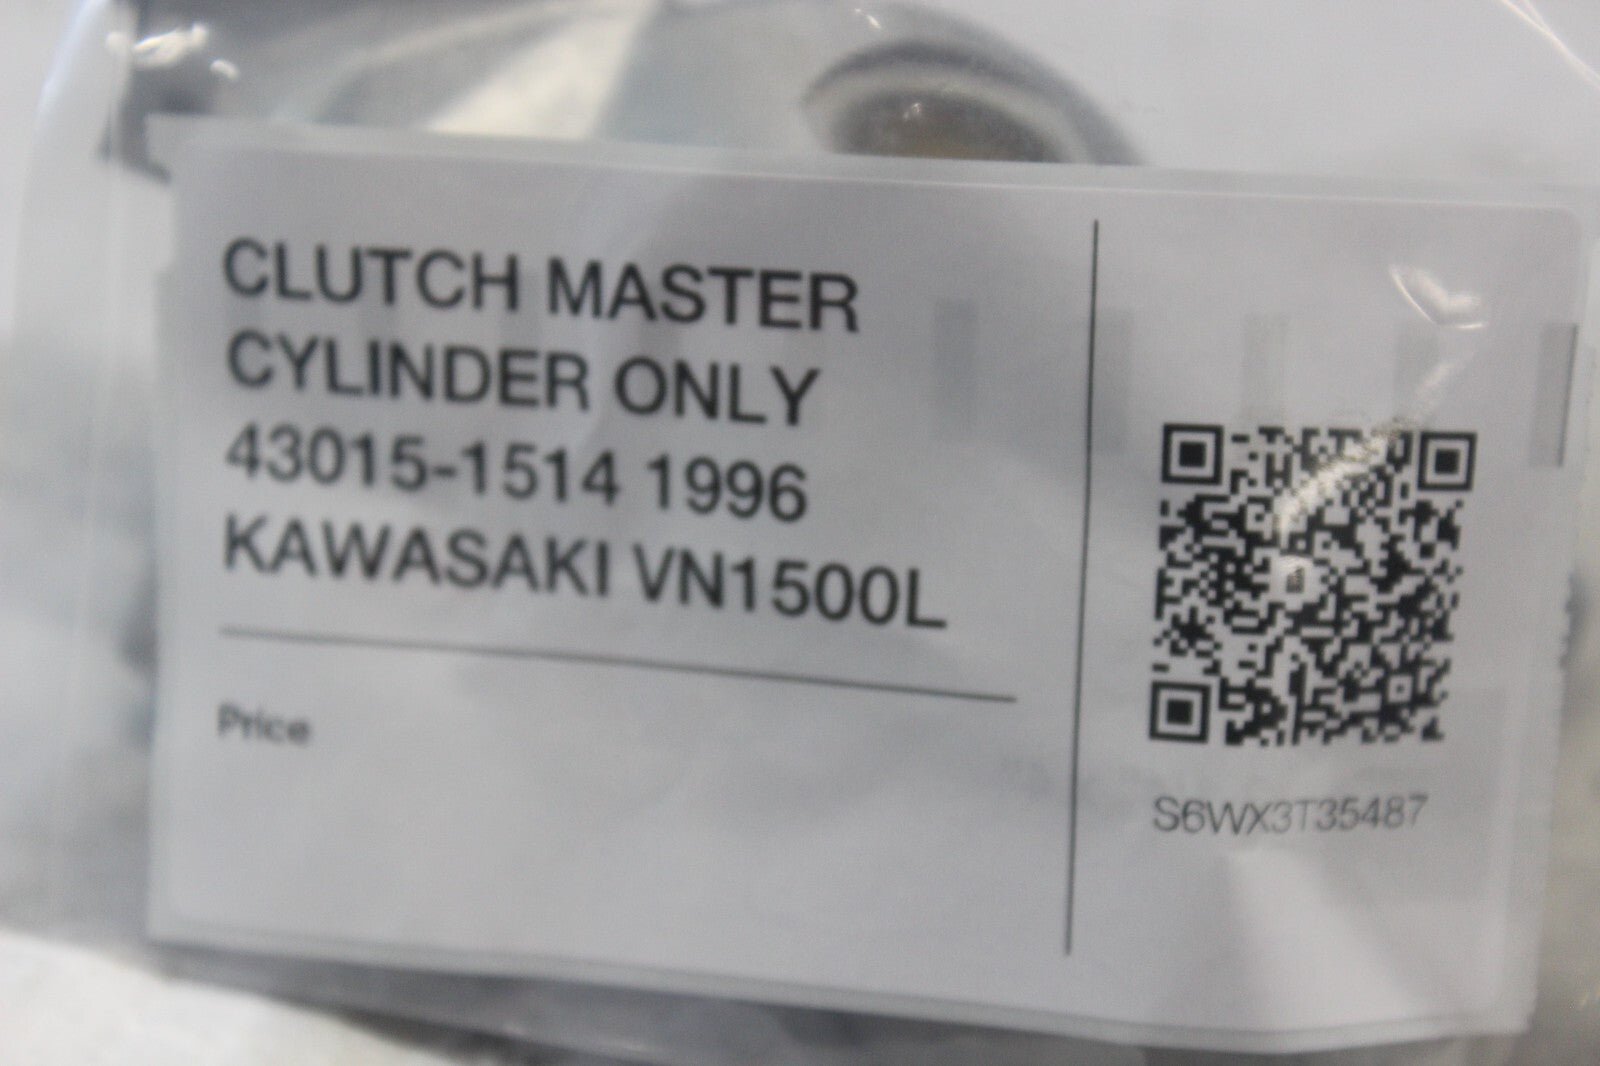 CLUTCH MASTER
CYLINDER ONLY
43015-1514 1996
KAWASAKI VN1500L
Price
S6WX3T35487